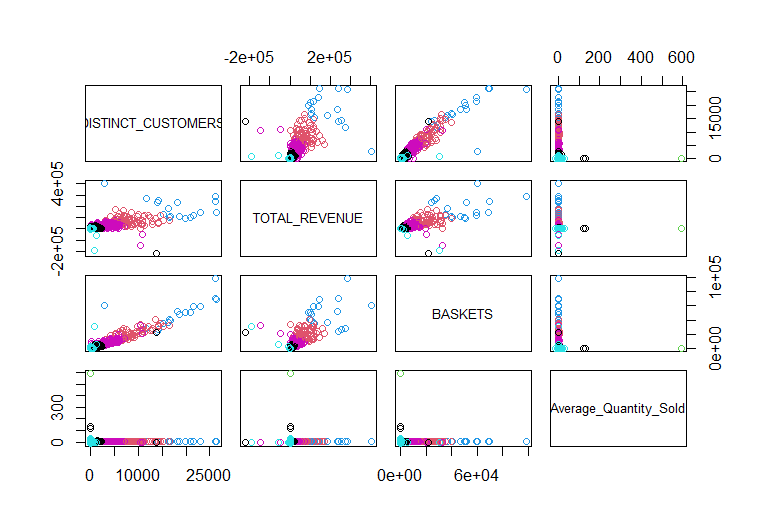 -2e+05 2e+05 0 200 400 600
DISTINCT_CUSTOMERS
0 15000
-2e+05 4e+05
TOTAL_REVENUE
BASKETS
0e+00 1e+05
0 300
Average_Quantity_Sold
0 10000 25000 0e+00 6e+04